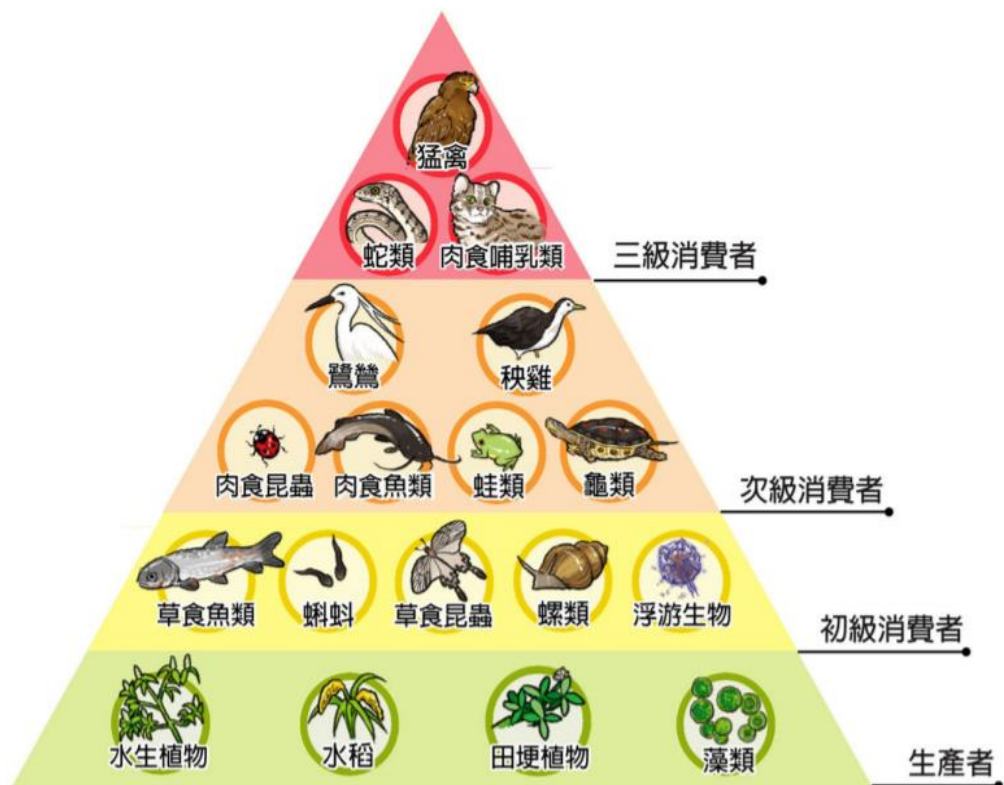 猛禽
蛇類
肉食哺乳類
三級消費者
鷺鷥
秧雞
肉食昆蟲
肉食魚類
蛙類
龜類
次級消費者
草食魚類
蝌蚪
草食昆蟲
螺類
浮游生物
初級消費者
水生植物
水稻
田埂植物
藻類
生產者